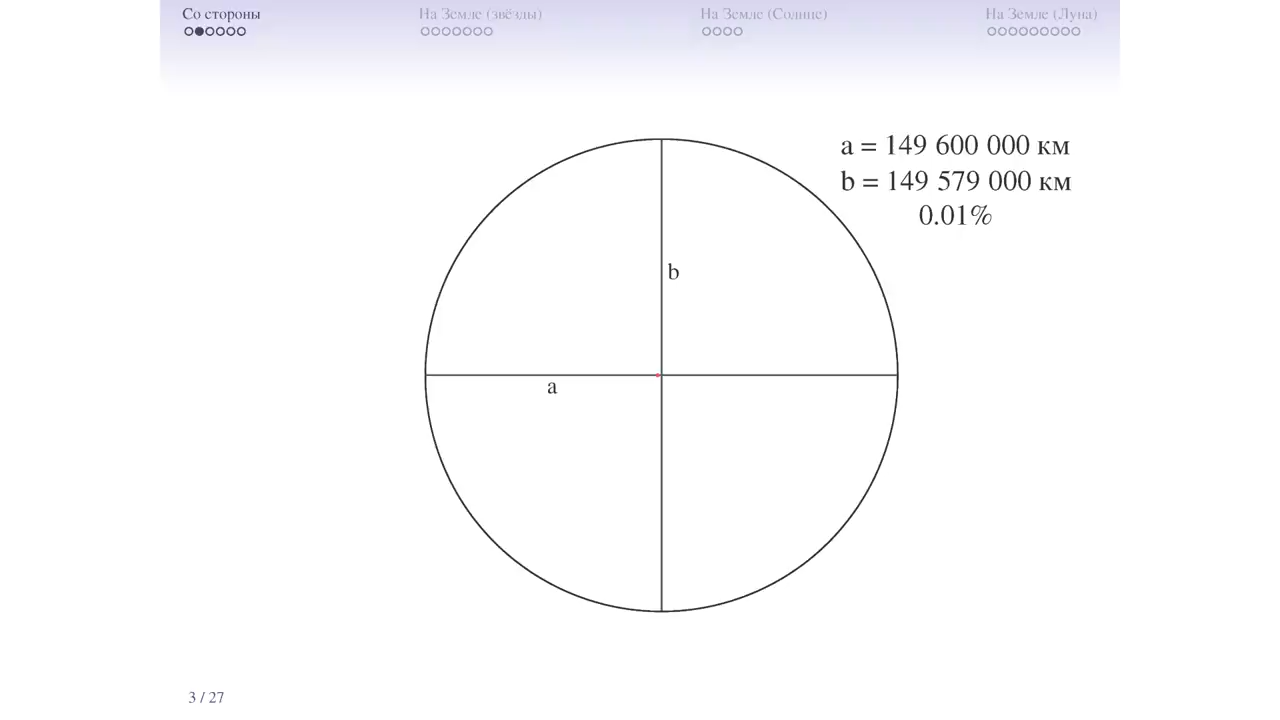 Со стороны
На Земле (звёзды)
На Земле (Солнце)
На Земле (Луна)
a = 149 600 000 км
b = 149 579 000 км
0.01%
b
a
3 / 27